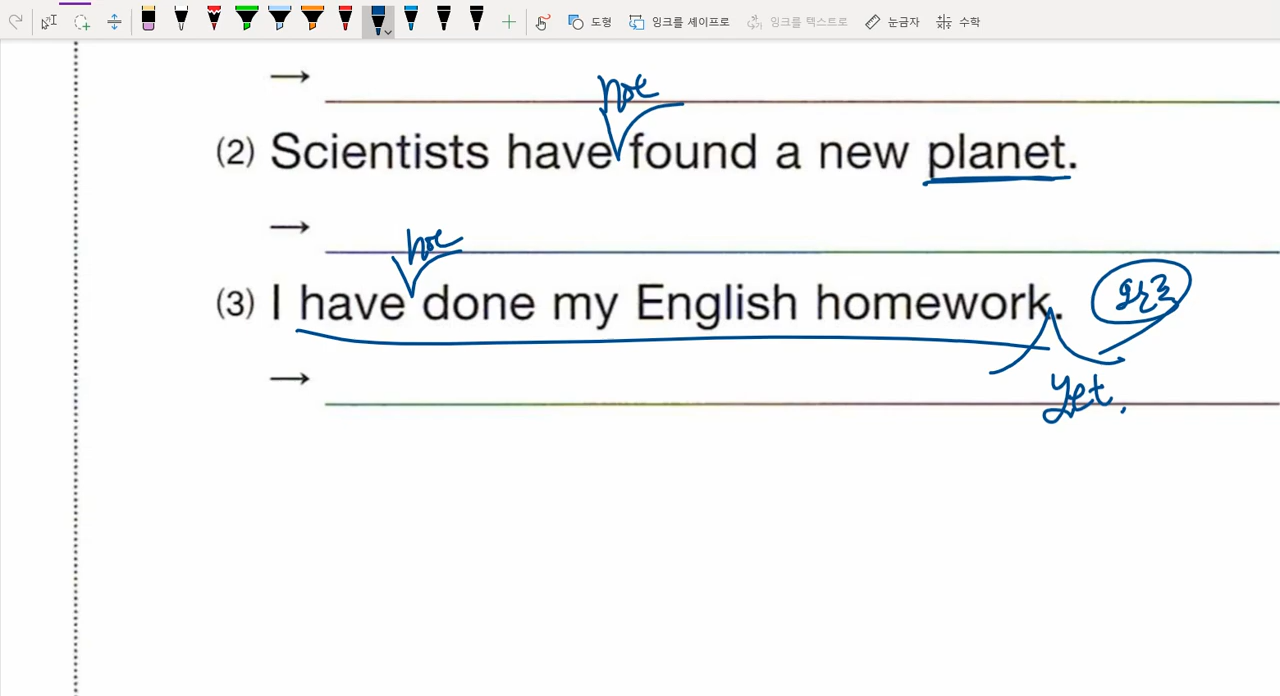 도형 잉크를 셰이프로 잉크를 텍스트로 눈금자 수학
→
not
(2) Scientists have found a new planet.
→
not
(3) I have done my English homework. 완료
→
yet.